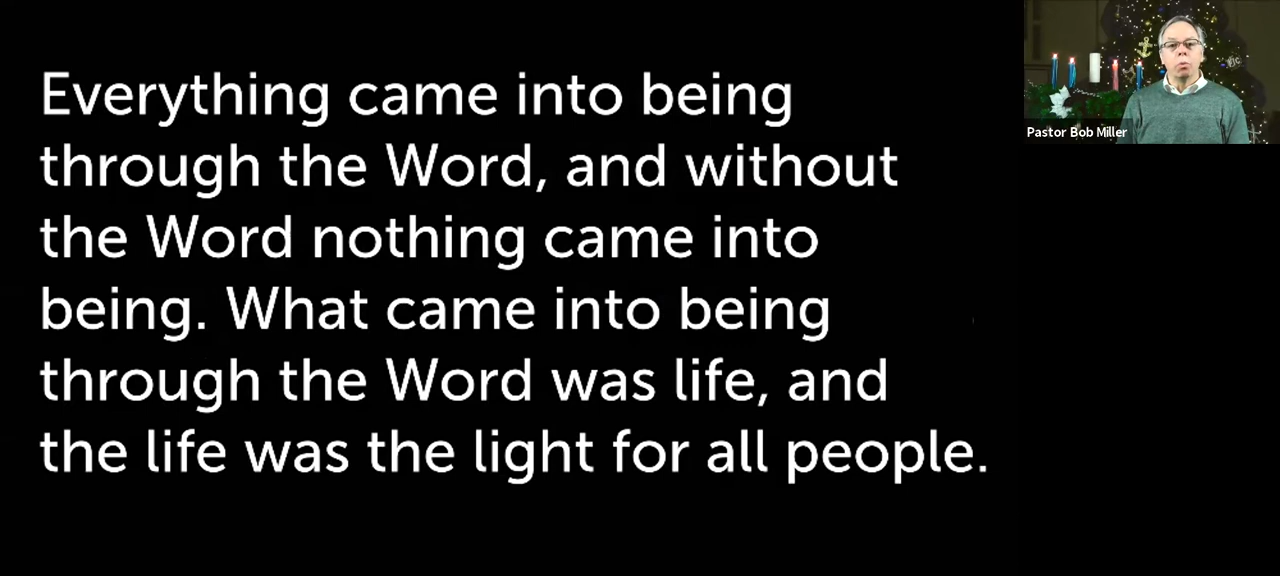 Everything came into being
through the Word, and without
the Word nothing came into
being. What came into being
through the Word was life, and
the life was the light for all people.
Pastor Bob Miller